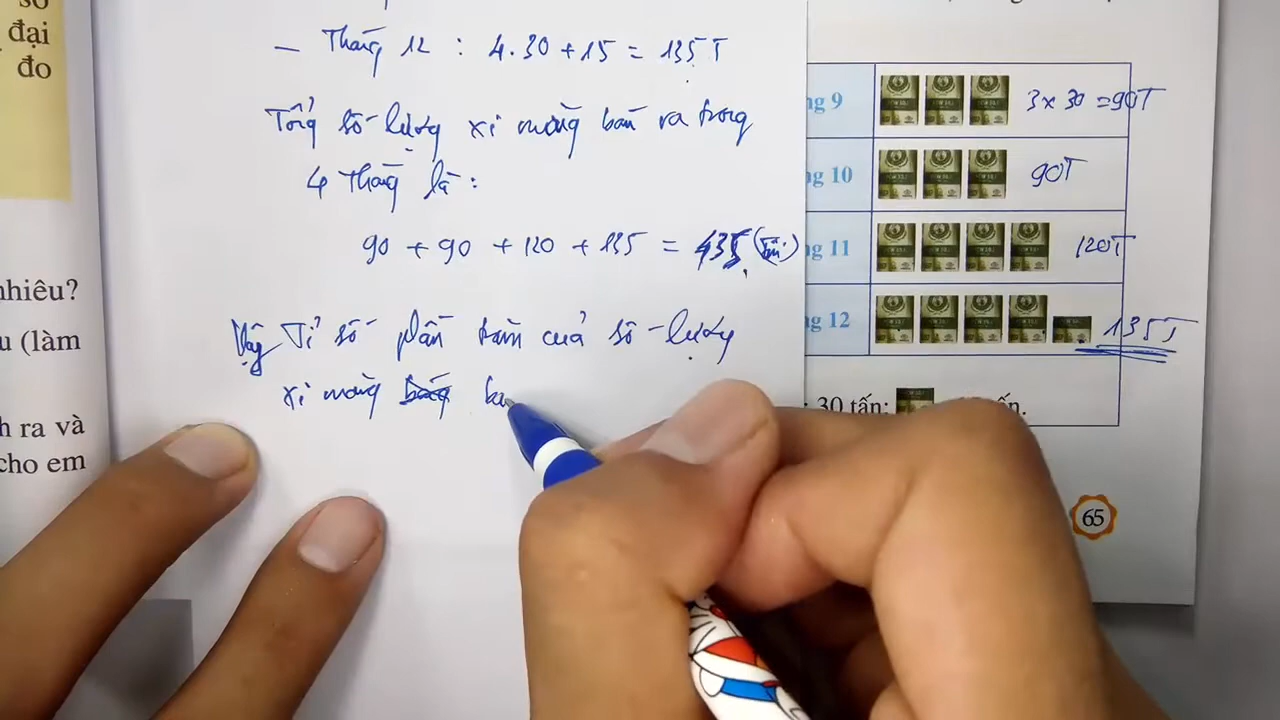 số
đại
đo
nhiêu?
u (làm
h ra và
cho em
– Tháng 12 : 4.30 + 15 = 135 T
Tổng số lượng xi măng bán ra trong
4 tháng là:
90 + 90 + 120 + 135 = 435 (tấn)
Vậy Tỉ số phần trăm của số lượng
xi măng
ng 9 3 x 30 = 90T
ng 10 90T
ng 11 120T
ng 12 135T
: 30 tấn;
65